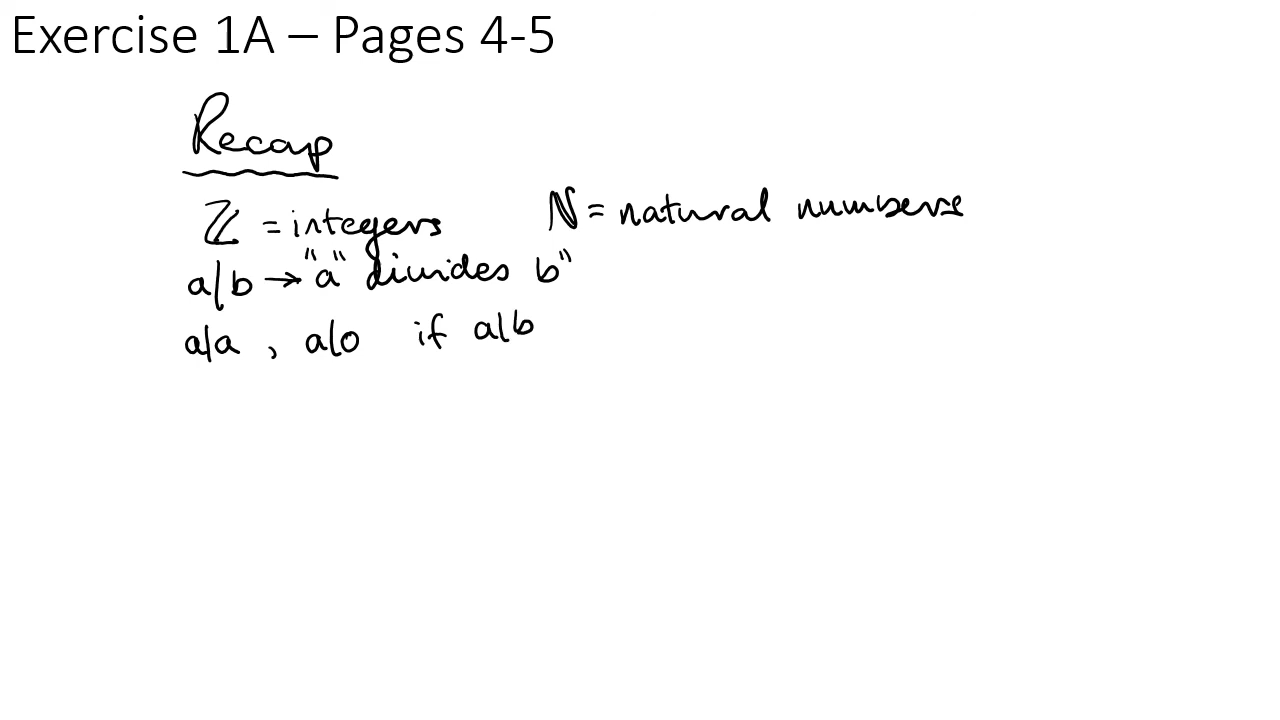 Exercise 1A – Pages 4-5
Recap
ℤ = integers ℕ = natural numbers
a|b → "a" divides b"
a|a , a|0 if a|b